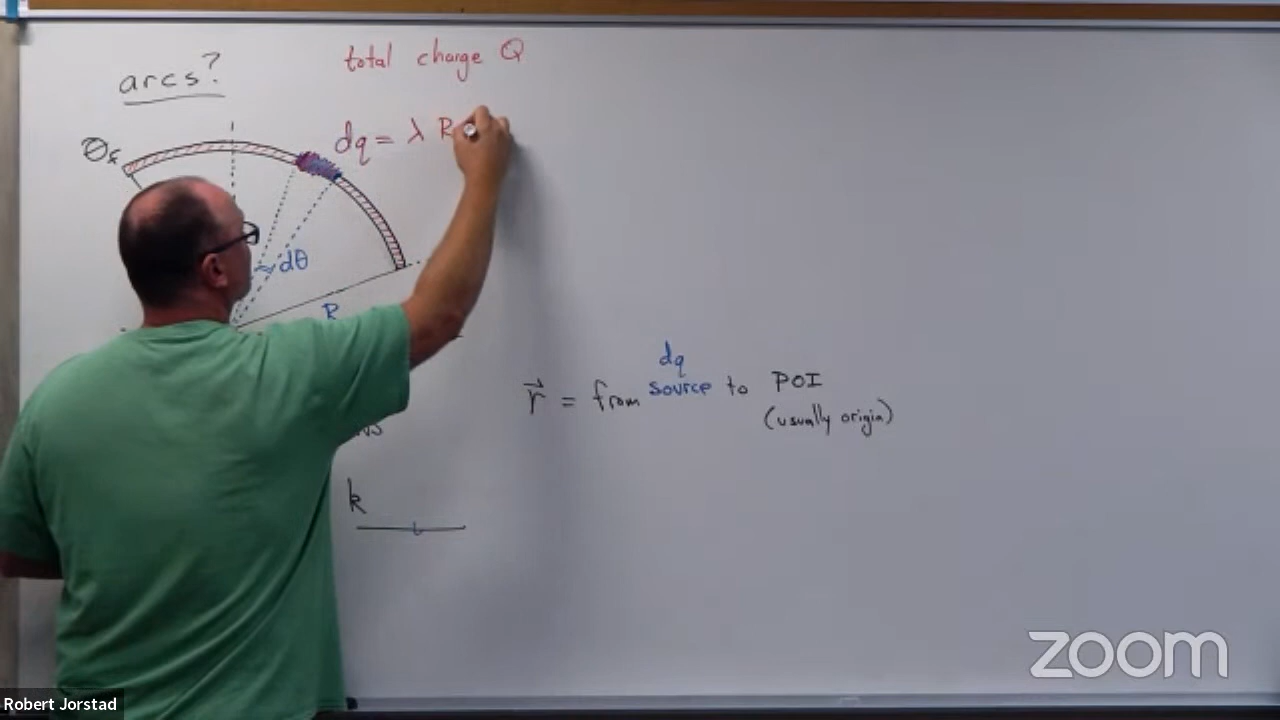 total charge Q
arcs?
θf
dq = λ R
dθ
R
dq
r⃗ = from source to POI
(usually origin)
k
zoom
Robert Jorstad